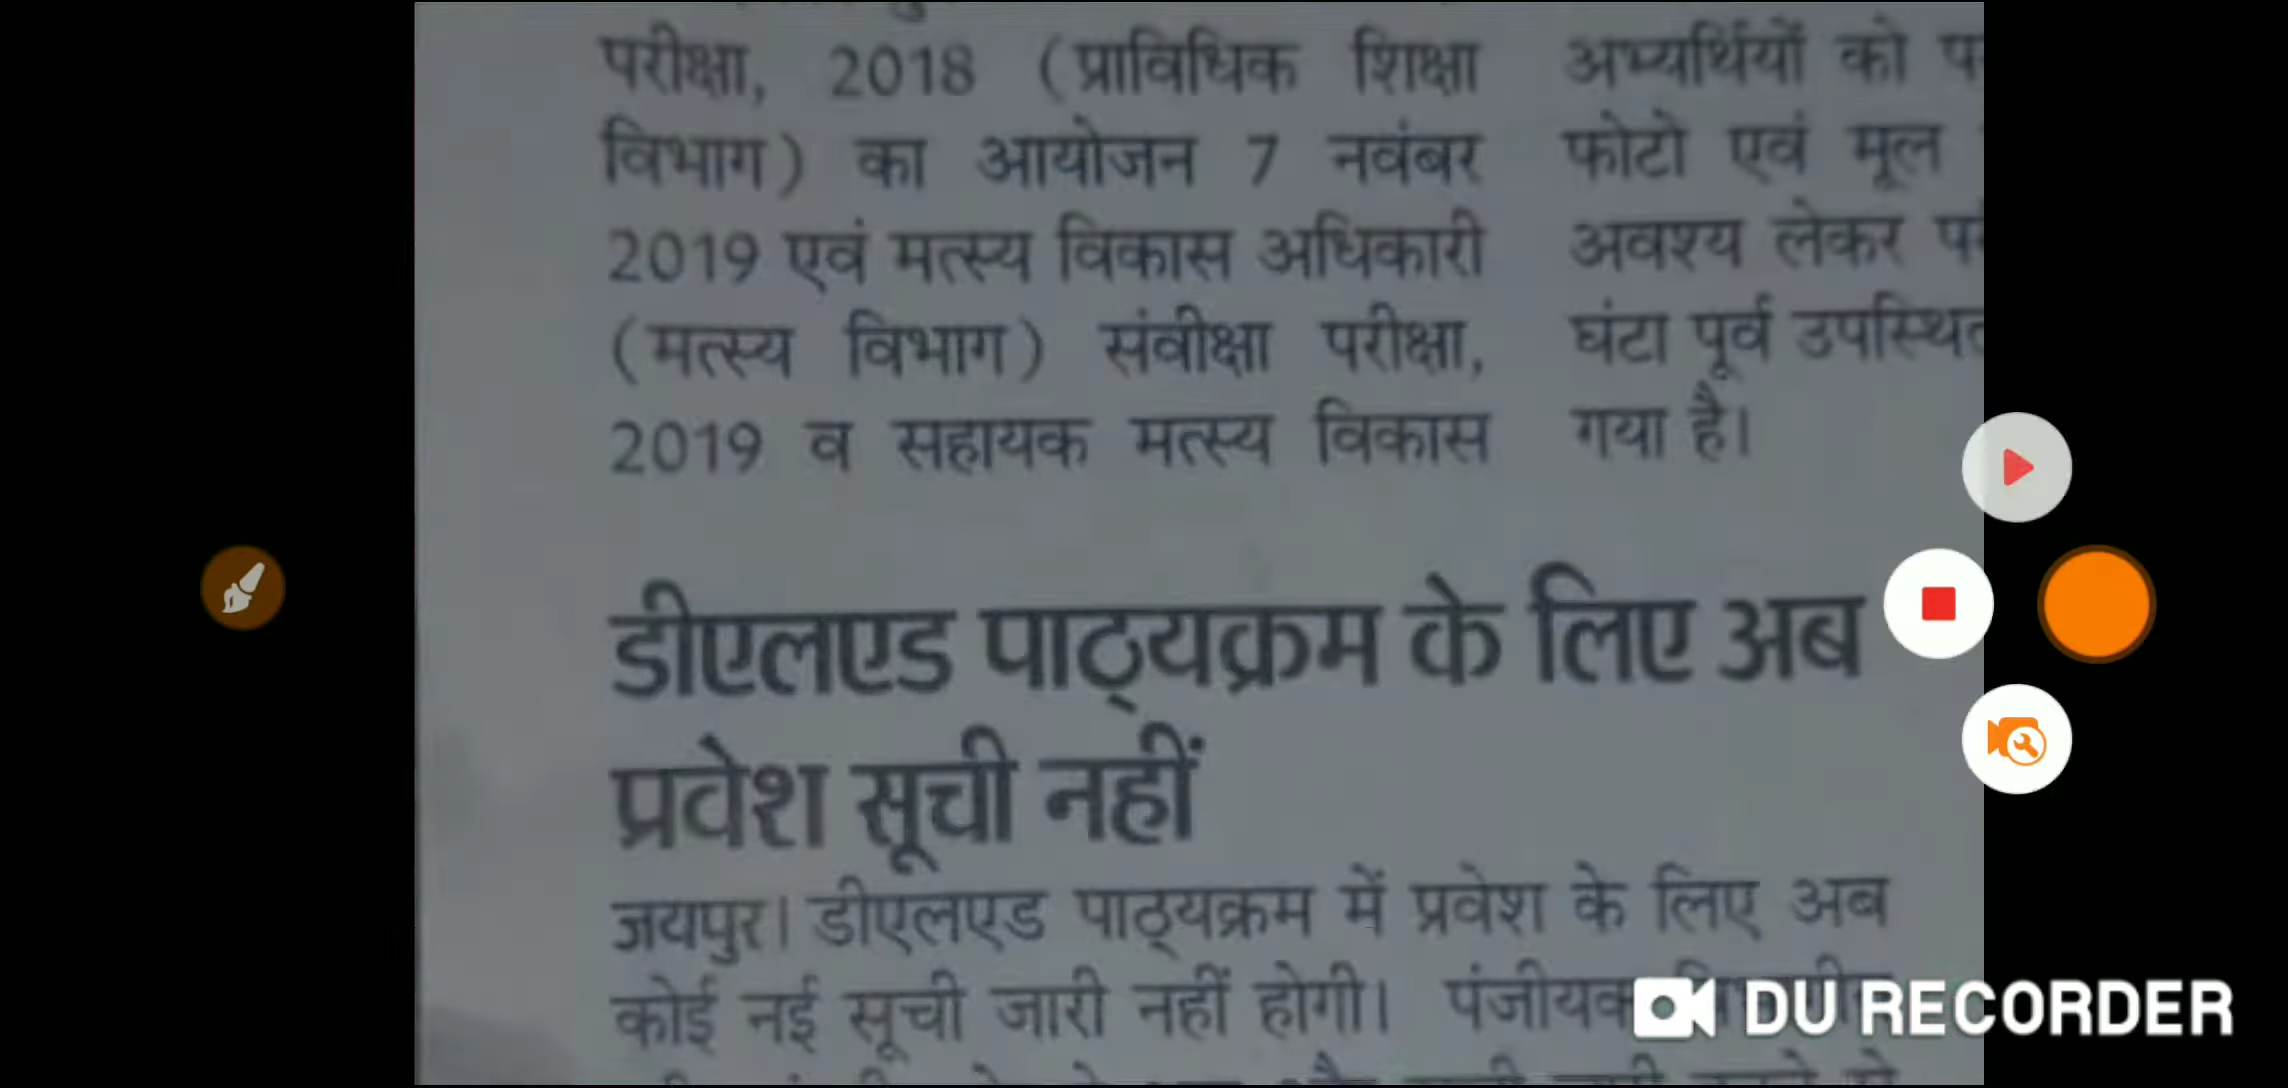 परीक्षा, 2018 (प्राविधिक शिक्षा
विभाग) का आयोजन 7 नवंबर
2019 एवं मत्स्य विकास अधिकारी
(मत्स्य विभाग) संवीक्षा परीक्षा,
2019 व सहायक मत्स्य विकास
अभ्यर्थियों को
फोटो एवं मूल
अवश्य लेकर
घंटा पूर्व उपस्थित
गया है।
डीएलएड पाठ्यक्रम के लिए अब
प्रवेश सूची नहीं
जयपुर। डीएलएड पाठ्यक्रम में प्रवेश के लिए अब
कोई नई सूची जारी नहीं होगी।
DU RECORDER